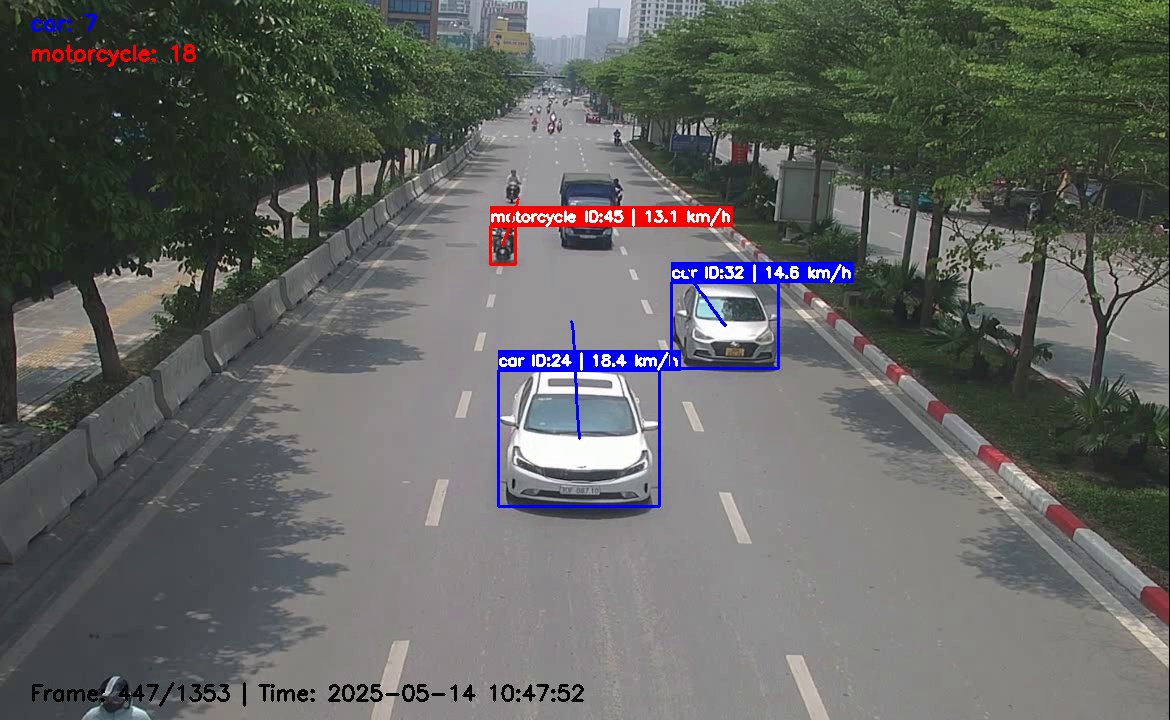 car: 7
motorcycle: 18
motorcycle ID:45 | 13.1 km/h
car ID:32 | 14.6 km/h
car ID:24 | 18.4 km/h
Frame: 447/1353 | Time: 2025-05-14 10:47:52